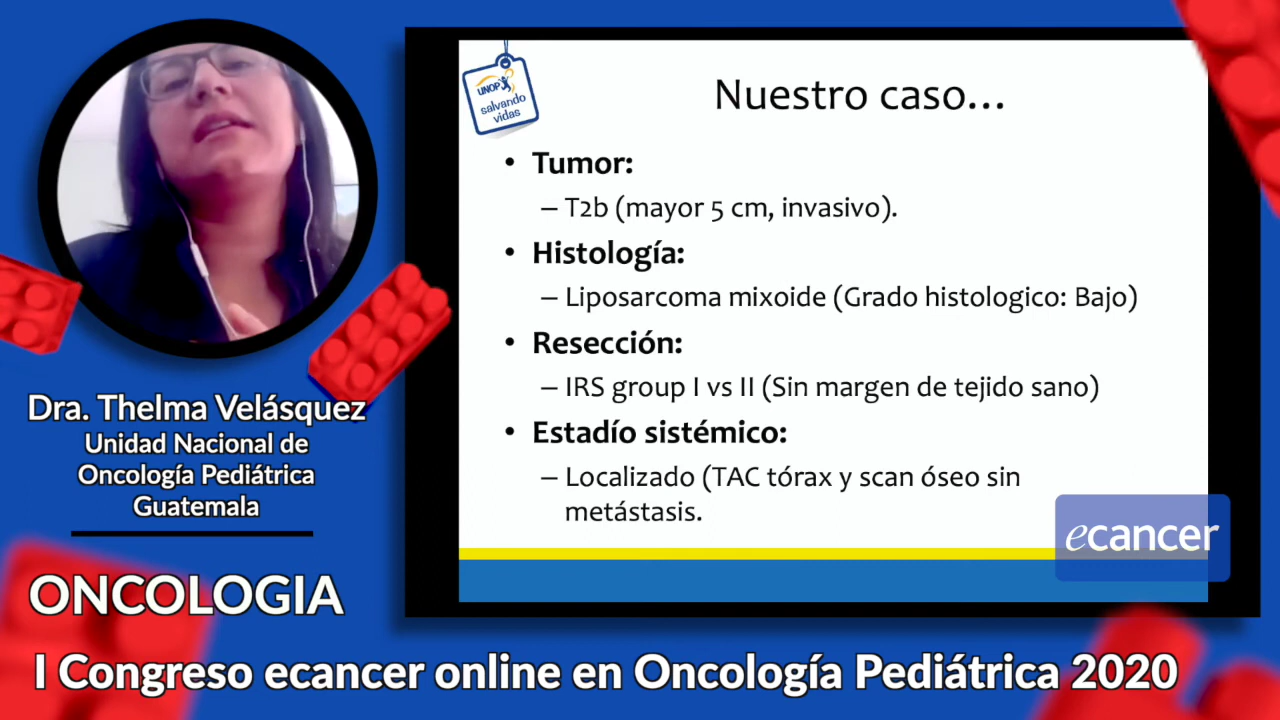 UNOP
salvando
vidas
Nuestro caso...
• Tumor:
– T2b (mayor 5 cm, invasivo).
• Histología:
– Liposarcoma mixoide (Grado histologico: Bajo)
• Resección:
– IRS group I vs II (Sin margen de tejido sano)
• Estadío sistémico:
– Localizado (TAC tórax y scan óseo sin
metástasis.
ecancer
Dra. Thelma Velásquez
Unidad Nacional de
Oncología Pediátrica
Guatemala
ONCOLOGIA
I Congreso ecancer online en Oncología Pediátrica 2020